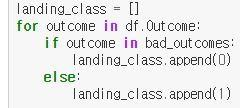 landing_class = []
for outcome in df.Outcome:
    if outcome in bad_outcomes:
        landing_class.append(0)
    else:
        landing_class.append(1)